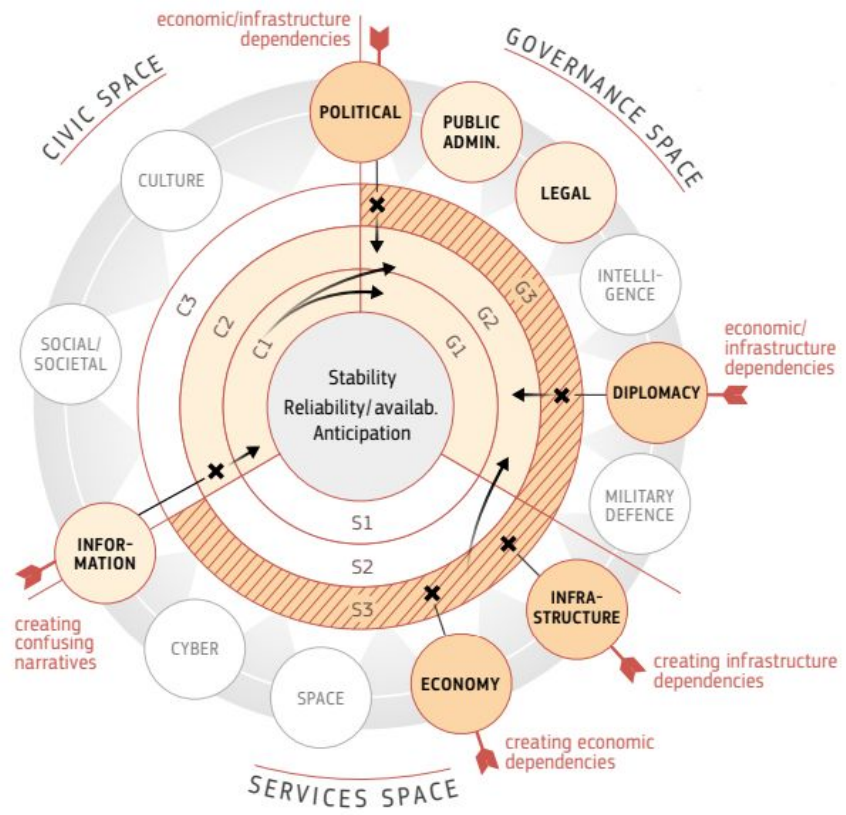 economic/infrastructure
dependencies
CIVIC SPACE
GOVERNANCE SPACE
POLITICAL
PUBLIC
ADMIN.
CULTURE
LEGAL
INTELLI-
GENCE
C3
C2
C1
G3
G2
G1
SOCIAL/
SOCIETAL
economic/
infrastructure
dependencies
Stability
Reliability/availab.
Anticipation
DIPLOMACY
MILITARY
DEFENCE
S1
S2
S3
INFOR-
MATION
INFRA-
STRUCTURE
creating
confusing
narratives
CYBER
SPACE
ECONOMY
creating infrastructure
dependencies
creating economic
dependencies
SERVICES SPACE